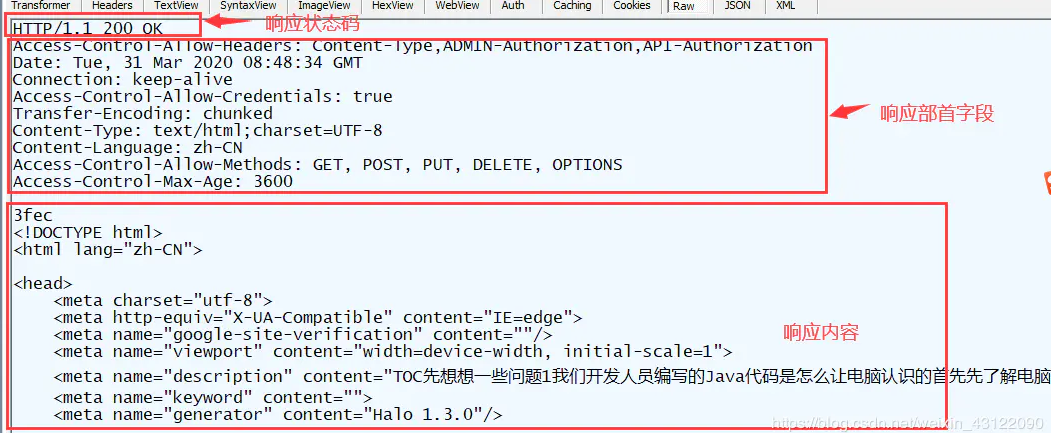 Transformer Headers TextView SyntaxView ImageView HexView WebView Auth Caching Cookies Raw JSON XML
HTTP/1.1 200 OK
响应状态码
Access-Control-Allow-Headers: Content-Type,ADMIN-Authorization,API-Authorization
Date: Tue, 31 Mar 2020 08:48:34 GMT
Connection: keep-alive
Access-Control-Allow-Credentials: true
Transfer-Encoding: chunked
响应部首字段
Content-Type: text/html;charset=UTF-8
Content-Language: zh-CN
Access-Control-Allow-Methods: GET, POST, PUT, DELETE, OPTIONS
Access-Control-Max-Age: 3600
3fec
<!DOCTYPE html>
<html lang="zh-CN">
<head>
<meta charset="utf-8">
<meta http-equiv="X-UA-Compatible" content="IE=edge">
<meta name="google-site-verification" content=""/>
响应内容
<meta name="viewport" content="width=device-width, initial-scale=1">
<meta name="description" content="TOC先想想一些问题1我们开发人员编写的Java代码是怎么让电脑认识的首先先了解电脑
<meta name="keyword" content="">
<meta name="generator" content="Halo 1.3.0"/>
https://blog.csdn.net/weixin_43122090